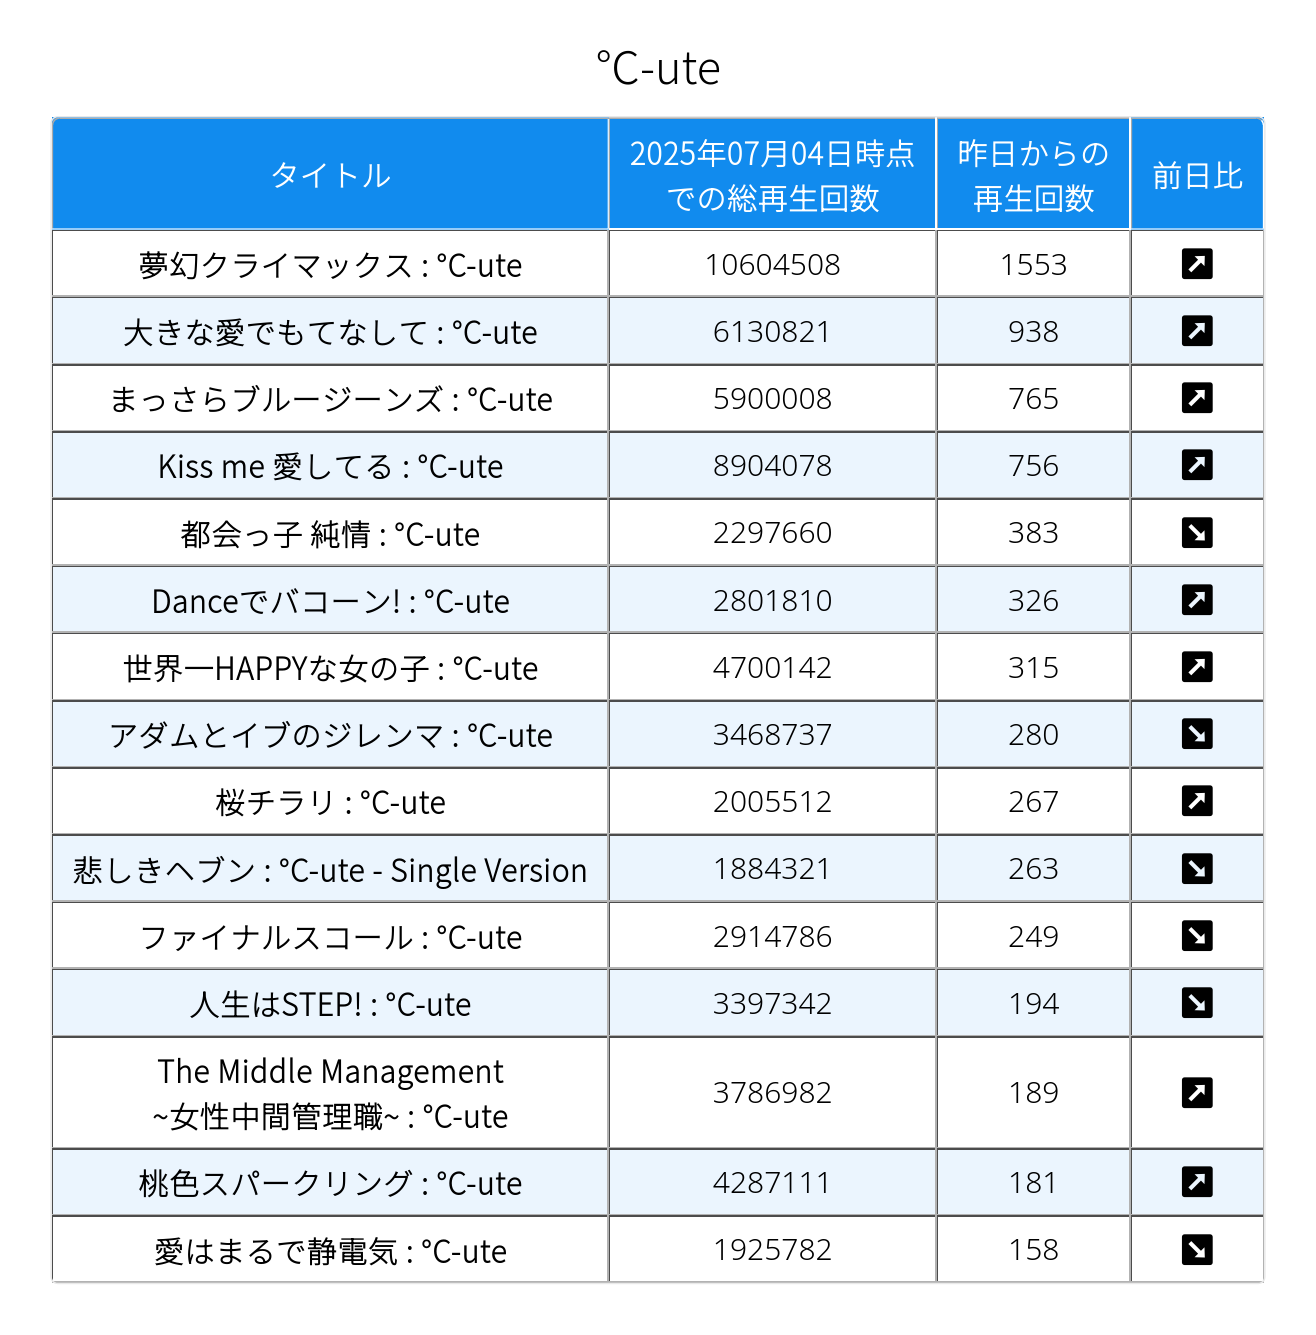 °C-ute
タイトル
2025年07月04日時点
での総再生回数
昨日からの
再生回数
前日比
夢幻クライマックス : °C-ute 10604508 1553
大きな愛でもてなして : °C-ute 6130821 938
まっさらブルージーンズ : °C-ute 5900008 765
Kiss me 愛してる : °C-ute 8904078 756
都会っ子 純情 : °C-ute 2297660 383
Danceでバコーン! : °C-ute 2801810 326
世界一HAPPYな女の子 : °C-ute 4700142 315
アダムとイブのジレンマ : °C-ute 3468737 280
桜チラリ : °C-ute 2005512 267
悲しきヘブン : °C-ute - Single Version 1884321 263
ファイナルスコール : °C-ute 2914786 249
人生はSTEP! : °C-ute 3397342 194
The Middle Management
~女性中間管理職~ : °C-ute 3786982 189
桃色スパークリング : °C-ute 4287111 181
愛はまるで静電気 : °C-ute 1925782 158